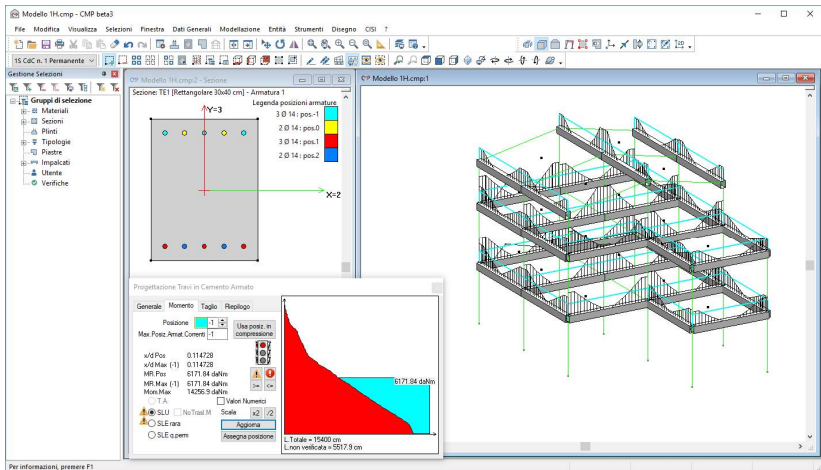 Modello 1H.cmp - CMP beta3
File Modifica Visualizza Selezioni Finestra Dati Generali Modellazione Entità Strumenti Disegno CISI ?
1S CdC n. 1 Permanente
Gestione Selezioni
Gruppi di selezione
Materiali
Sezioni
Plinti
Tipologie
Piastre
Impalcati
Utente
Verifiche
Modello 1H.cmp:2 - Sezione
Sezione: TE1 [Rettangolare 30x40 cm] - Armatura 1
Legenda posizioni armature
3 Ø 14 : pos.-1
2 Ø 14 : pos.0
3 Ø 14 : pos.1
2 Ø 14 : pos.2
Y=3
X=2
Modello 1H.cmp:1
Progettazione Travi in Cemento Armato
Generale Momento Taglio Riepilogo
Posizione -1
Max.Posiz.Armat.Correnti -1
Usa posiz. in
compressione
x/d Pos 0.114728
x/d Max (-1) 0.114728
MR.Pos 6171.84 daNm
MR.Max (-1) 6171.84 daNm
Mom.Max 14256.9 daNm
>= <=
T.A. Valori Numerici
SLU NoTrasl.M Scala x2 /2
SLE rara Aggiorna
SLE q.perm Assegna posizione
6171.84 daNm
L.Totale = 15400 cm
L.non verificata = 5517.9 cm
Per informazioni, premere F1